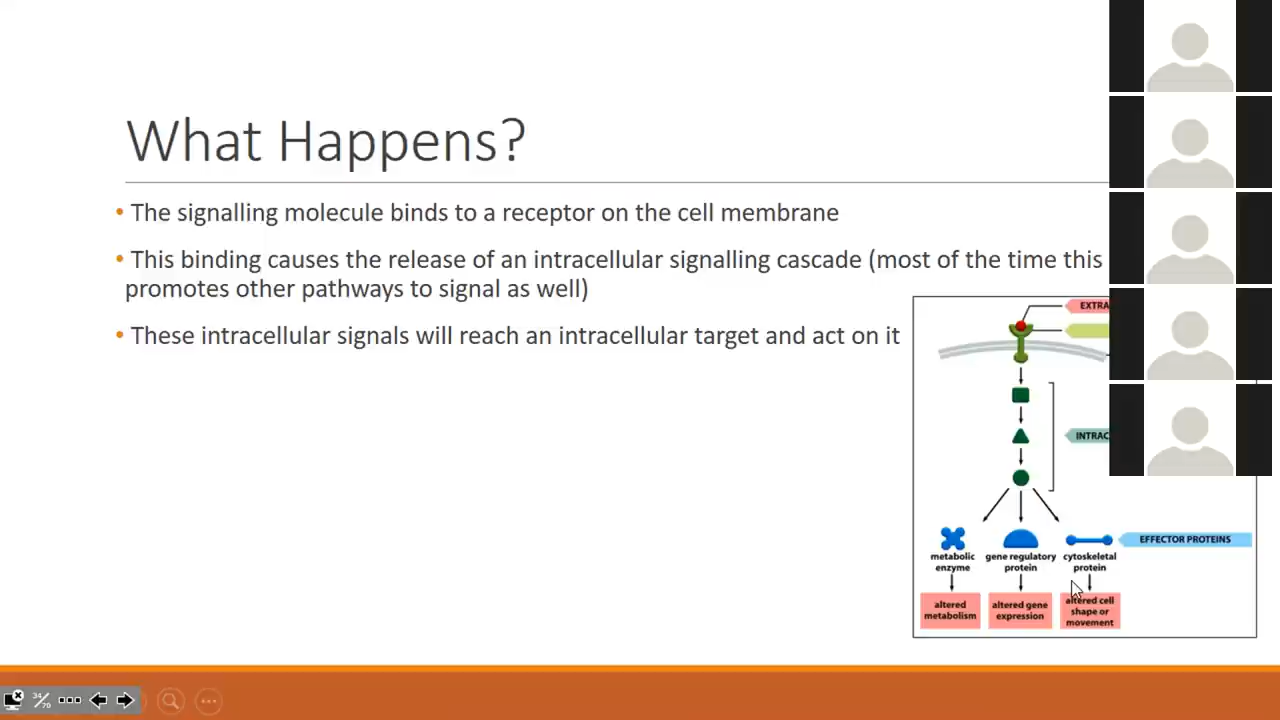 What Happens?
• The signalling molecule binds to a receptor on the cell membrane
• This binding causes the release of an intracellular signalling cascade (most of the time this
promotes other pathways to signal as well)
• These intracellular signals will reach an intracellular target and act on it
EXTRA
INTRAC
EFFECTOR PROTEINS
metabolic
enzyme
gene regulatory
protein
cytoskeletal
protein
altered
metabolism
altered gene
expression
altered cell
shape or
movement
34/70